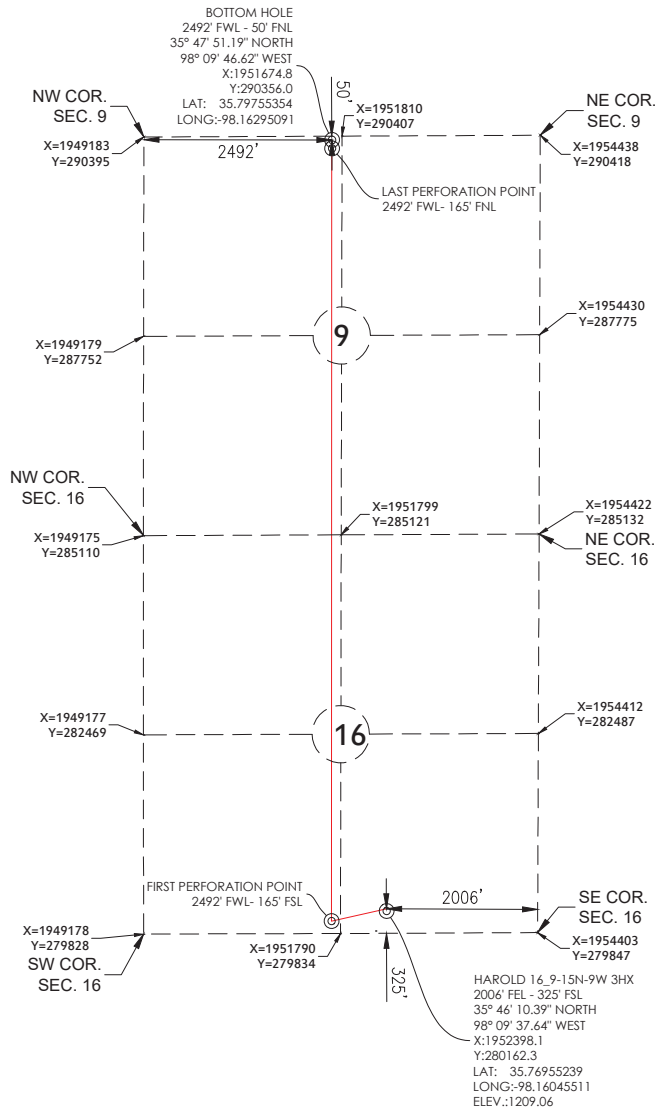 BOTTOM HOLE
2492' FWL - 50' FNL
35° 47' 51.19" NORTH
98° 09' 46.62" WEST
X:1951674.8
Y:290356.0
LAT: 35.79755354
LONG:-98.16295091
50'
NW COR.
SEC. 9
X=1951810
Y=290407
NE COR.
SEC. 9
X=1949183
Y=290395
2492'
X=1954438
Y=290418
LAST PERFORATION POINT
2492' FWL- 165' FNL
X=1949179
Y=287752
9
X=1954430
Y=287775
NW COR.
SEC. 16
X=1949175
Y=285110
X=1951799
Y=285121
X=1954422
Y=285132
NE COR.
SEC. 16
X=1949177
Y=282469
16
X=1954412
Y=282487
FIRST PERFORATION POINT
2492' FWL- 165' FSL
2006'
SE COR.
SEC. 16
X=1949178
Y=279828
SW COR.
SEC. 16
X=1951790
Y=279834
325'
X=1954403
Y=279847
HAROLD 16_9-15N-9W 3HX
2006' FEL - 325' FSL
35° 46' 10.39" NORTH
98° 09' 37.64" WEST
X:1952398.1
Y:280162.3
LAT: 35.76955239
LONG:-98.16045511
ELEV.:1209.06